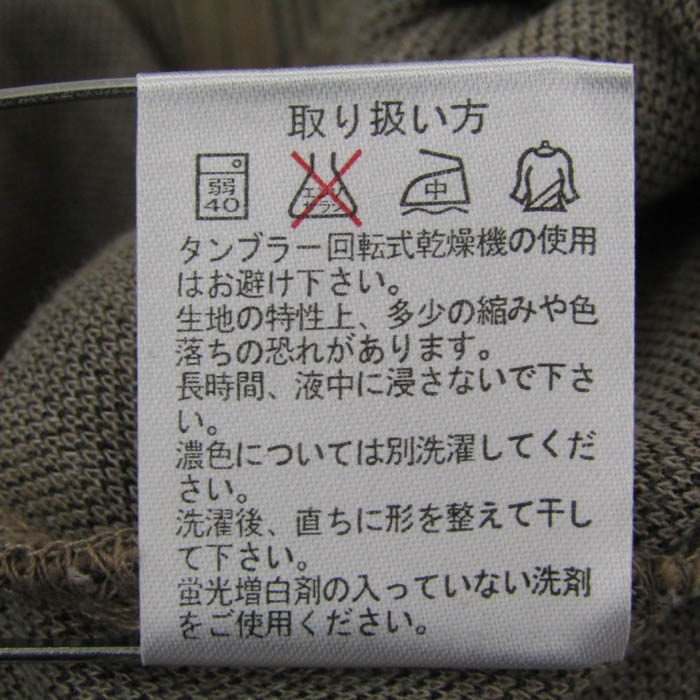 取り扱い方
弱 40 エンソ サラシ 中
タンブラー回転式乾燥機の使用
はお避け下さい。
生地の特性上、多少の縮みや色
落ちの恐れがあります。
長時間、液中に浸さないで下さ
い。
濃色については別洗濯してくだ
さい。
洗濯後、直ちに形を整えて干し
て下さい。
蛍光増白剤の入っていない洗剤
をご使用ください。